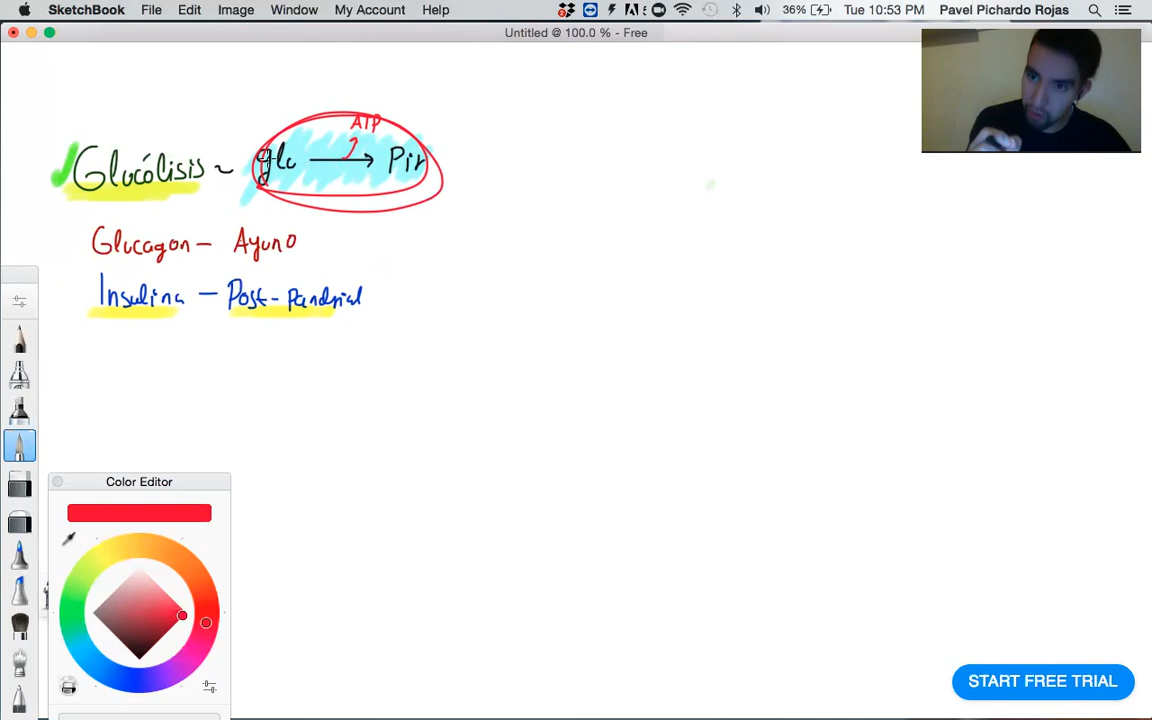 SketchBook File Edit Image Window My Account Help 36% Tue 10:53 PM Pavel Pichardo Rojas
Untitled @ 100.0 % - Free
ATP
Glucólisis ~ glc → Pir
Glucagon — Ayuno
Insulina — Post-pandrial
Color Editor
START FREE TRIAL